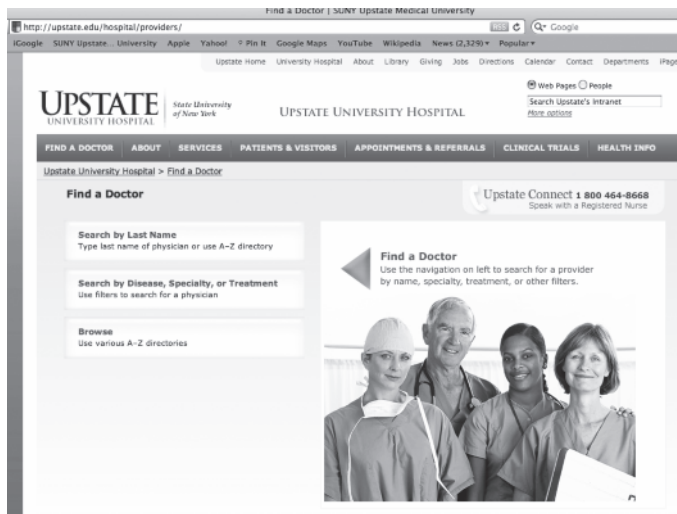 Find a Doctor | SUNY Upstate Medical University
http://upstate.edu/hospital/providers/
RSS
Google
iGoogle SUNY Upstate... University Apple Yahoo! Pin It Google Maps YouTube Wikipedia News (2,329) Popular
Upstate Home University Hospital About Library Giving Jobs Directions Calendar Contact Departments iPage
Web Pages People
Search Upstate's Intranet
More options
UPSTATE
UNIVERSITY HOSPITAL
State University
of New York
UPSTATE UNIVERSITY HOSPITAL
FIND A DOCTOR ABOUT SERVICES PATIENTS & VISITORS APPOINTMENTS & REFERRALS CLINICAL TRIALS HEALTH INFO
Upstate University Hospital > Find a Doctor
Find a Doctor
Upstate Connect 1 800 464-8668
Speak with a Registered Nurse
Search by Last Name
Type last name of physician or use A-Z directory
Search by Disease, Specialty, or Treatment
Use filters to search for a physician
Browse
Use various A-Z directories
Find a Doctor
Use the navigation on left to search for a provider
by name, specialty, treatment, or other filters.